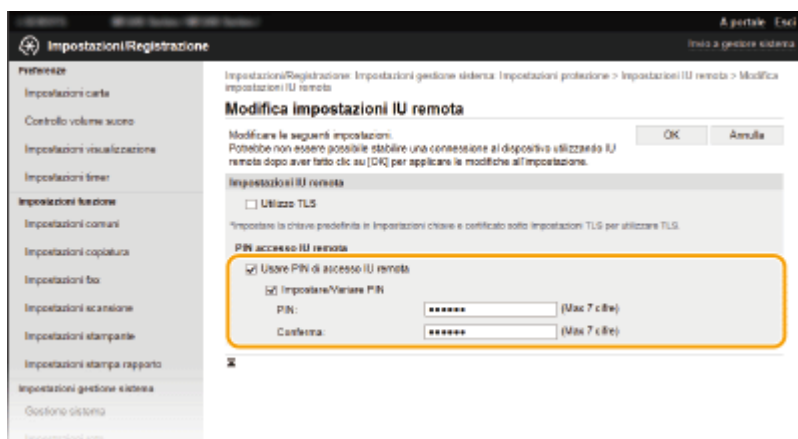 A portale Esci
Impostazioni/Registrazione
Invio a gestore sistema
Preferenze
Impostazioni carta
Controllo volume suono
Impostazioni visualizzazione
Impostazioni timer
Impostazioni funzione
Impostazioni comuni
Impostazioni copiatura
Impostazioni fax
Impostazioni scansione
Impostazioni stampante
Impostazioni stampa rapporto
Impostazioni gestione sistema
Gestione sistema
Impostazioni/Registrazione: Impostazioni gestione sistema: Impostazioni protezione > Impostazioni IU remota > Modifica
impostazioni IU remota
Modifica impostazioni IU remota
Modificare le seguenti impostazioni.
Potrebbe non essere possibile stabilire una connessione al dispositivo utilizzando IU
remota dopo aver fatto clic su [OK] per applicare le modifiche all'impostazione.
OK
Annulla
Impostazioni IU remota
Utilizzo TLS
*Impostare la chiave predefinita in Impostazioni chiave e certificato sotto Impostazioni TLS per utilizzare TLS.
PIN accesso IU remota
Usare PIN di accesso IU remota
Impostare/Variare PIN
PIN: •••••• (Max 7 cifre)
Conferma: •••••• (Max 7 cifre)